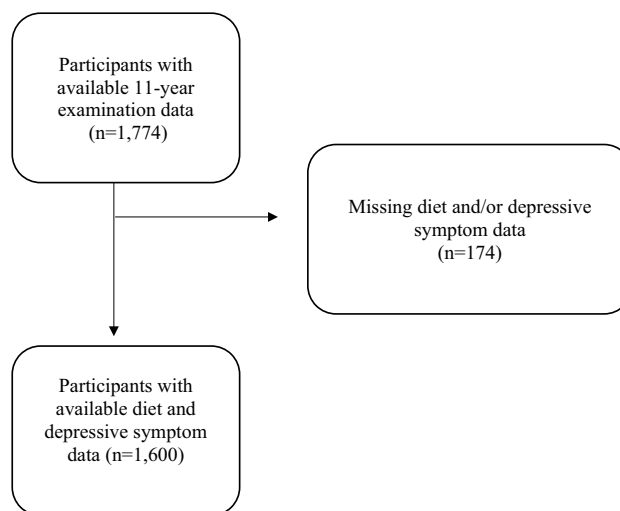 Participants with
available 11-year
examination data
(n=1,774)
Missing diet and/or depressive
symptom data
(n=174)
Participants with
available diet and
depressive symptom
data (n=1,600)